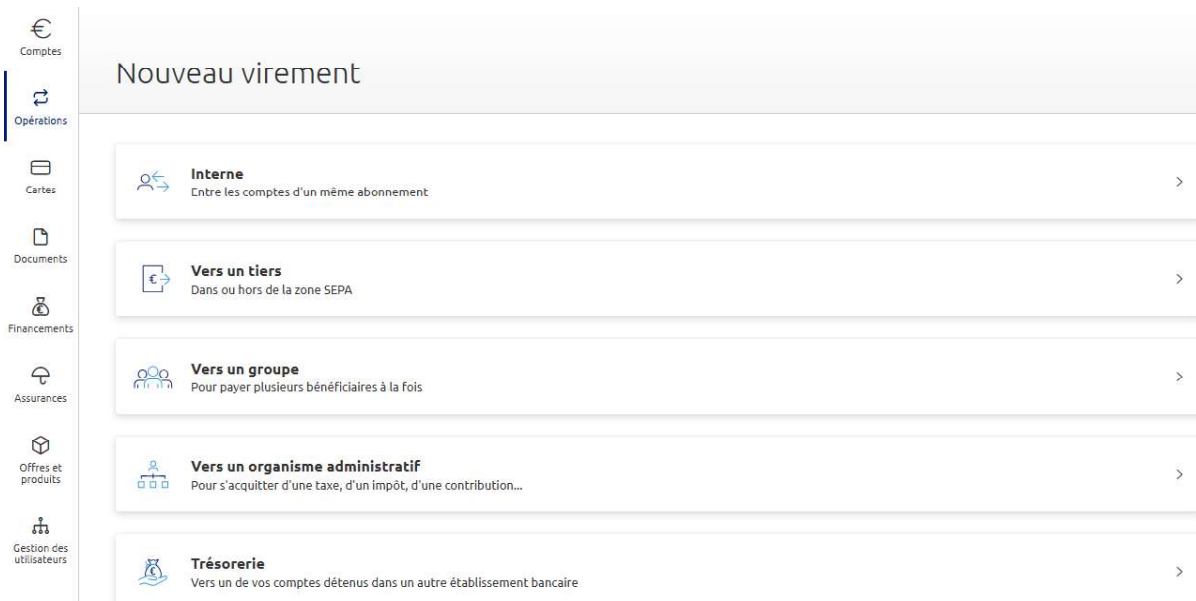 Comptes
Opérations
Cartes
Documents
Financements
Assurances
Offres et
produits
Gestion des
utilisateurs
Nouveau virement
Interne
Entre les comptes d'un même abonnement
Vers un tiers
Dans ou hors de la zone SEPA
Vers un groupe
Pour payer plusieurs bénéficiaires à la fois
Vers un organisme administratif
Pour s'acquitter d'une taxe, d'un impôt, d'une contribution...
Trésorerie
Vers un de vos comptes détenus dans un autre établissement bancaire